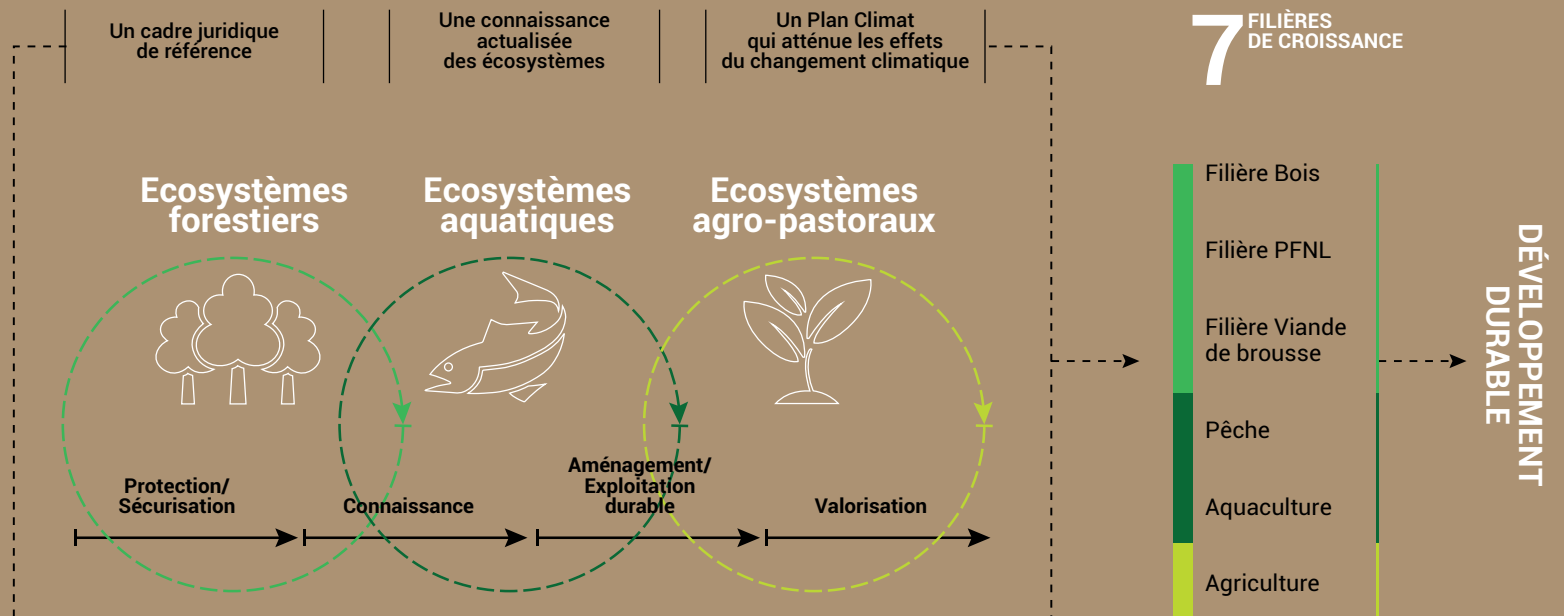 Un cadre juridique
de référence
Une connaissance
actualisée
des écosystèmes
Un Plan Climat
qui atténue les effets
du changement climatique
7 FILIÈRES
DE CROISSANCE
Ecosystèmes
forestiers
Ecosystèmes
aquatiques
Ecosystèmes
agro-pastoraux
Protection/
Sécurisation
Connaissance
Aménagement/
Exploitation
durable
Valorisation
Filière Bois
Filière PFNL
Filière Viande
de brousse
Pêche
Aquaculture
Agriculture
DÉVELOPPEMENT
DURABLE